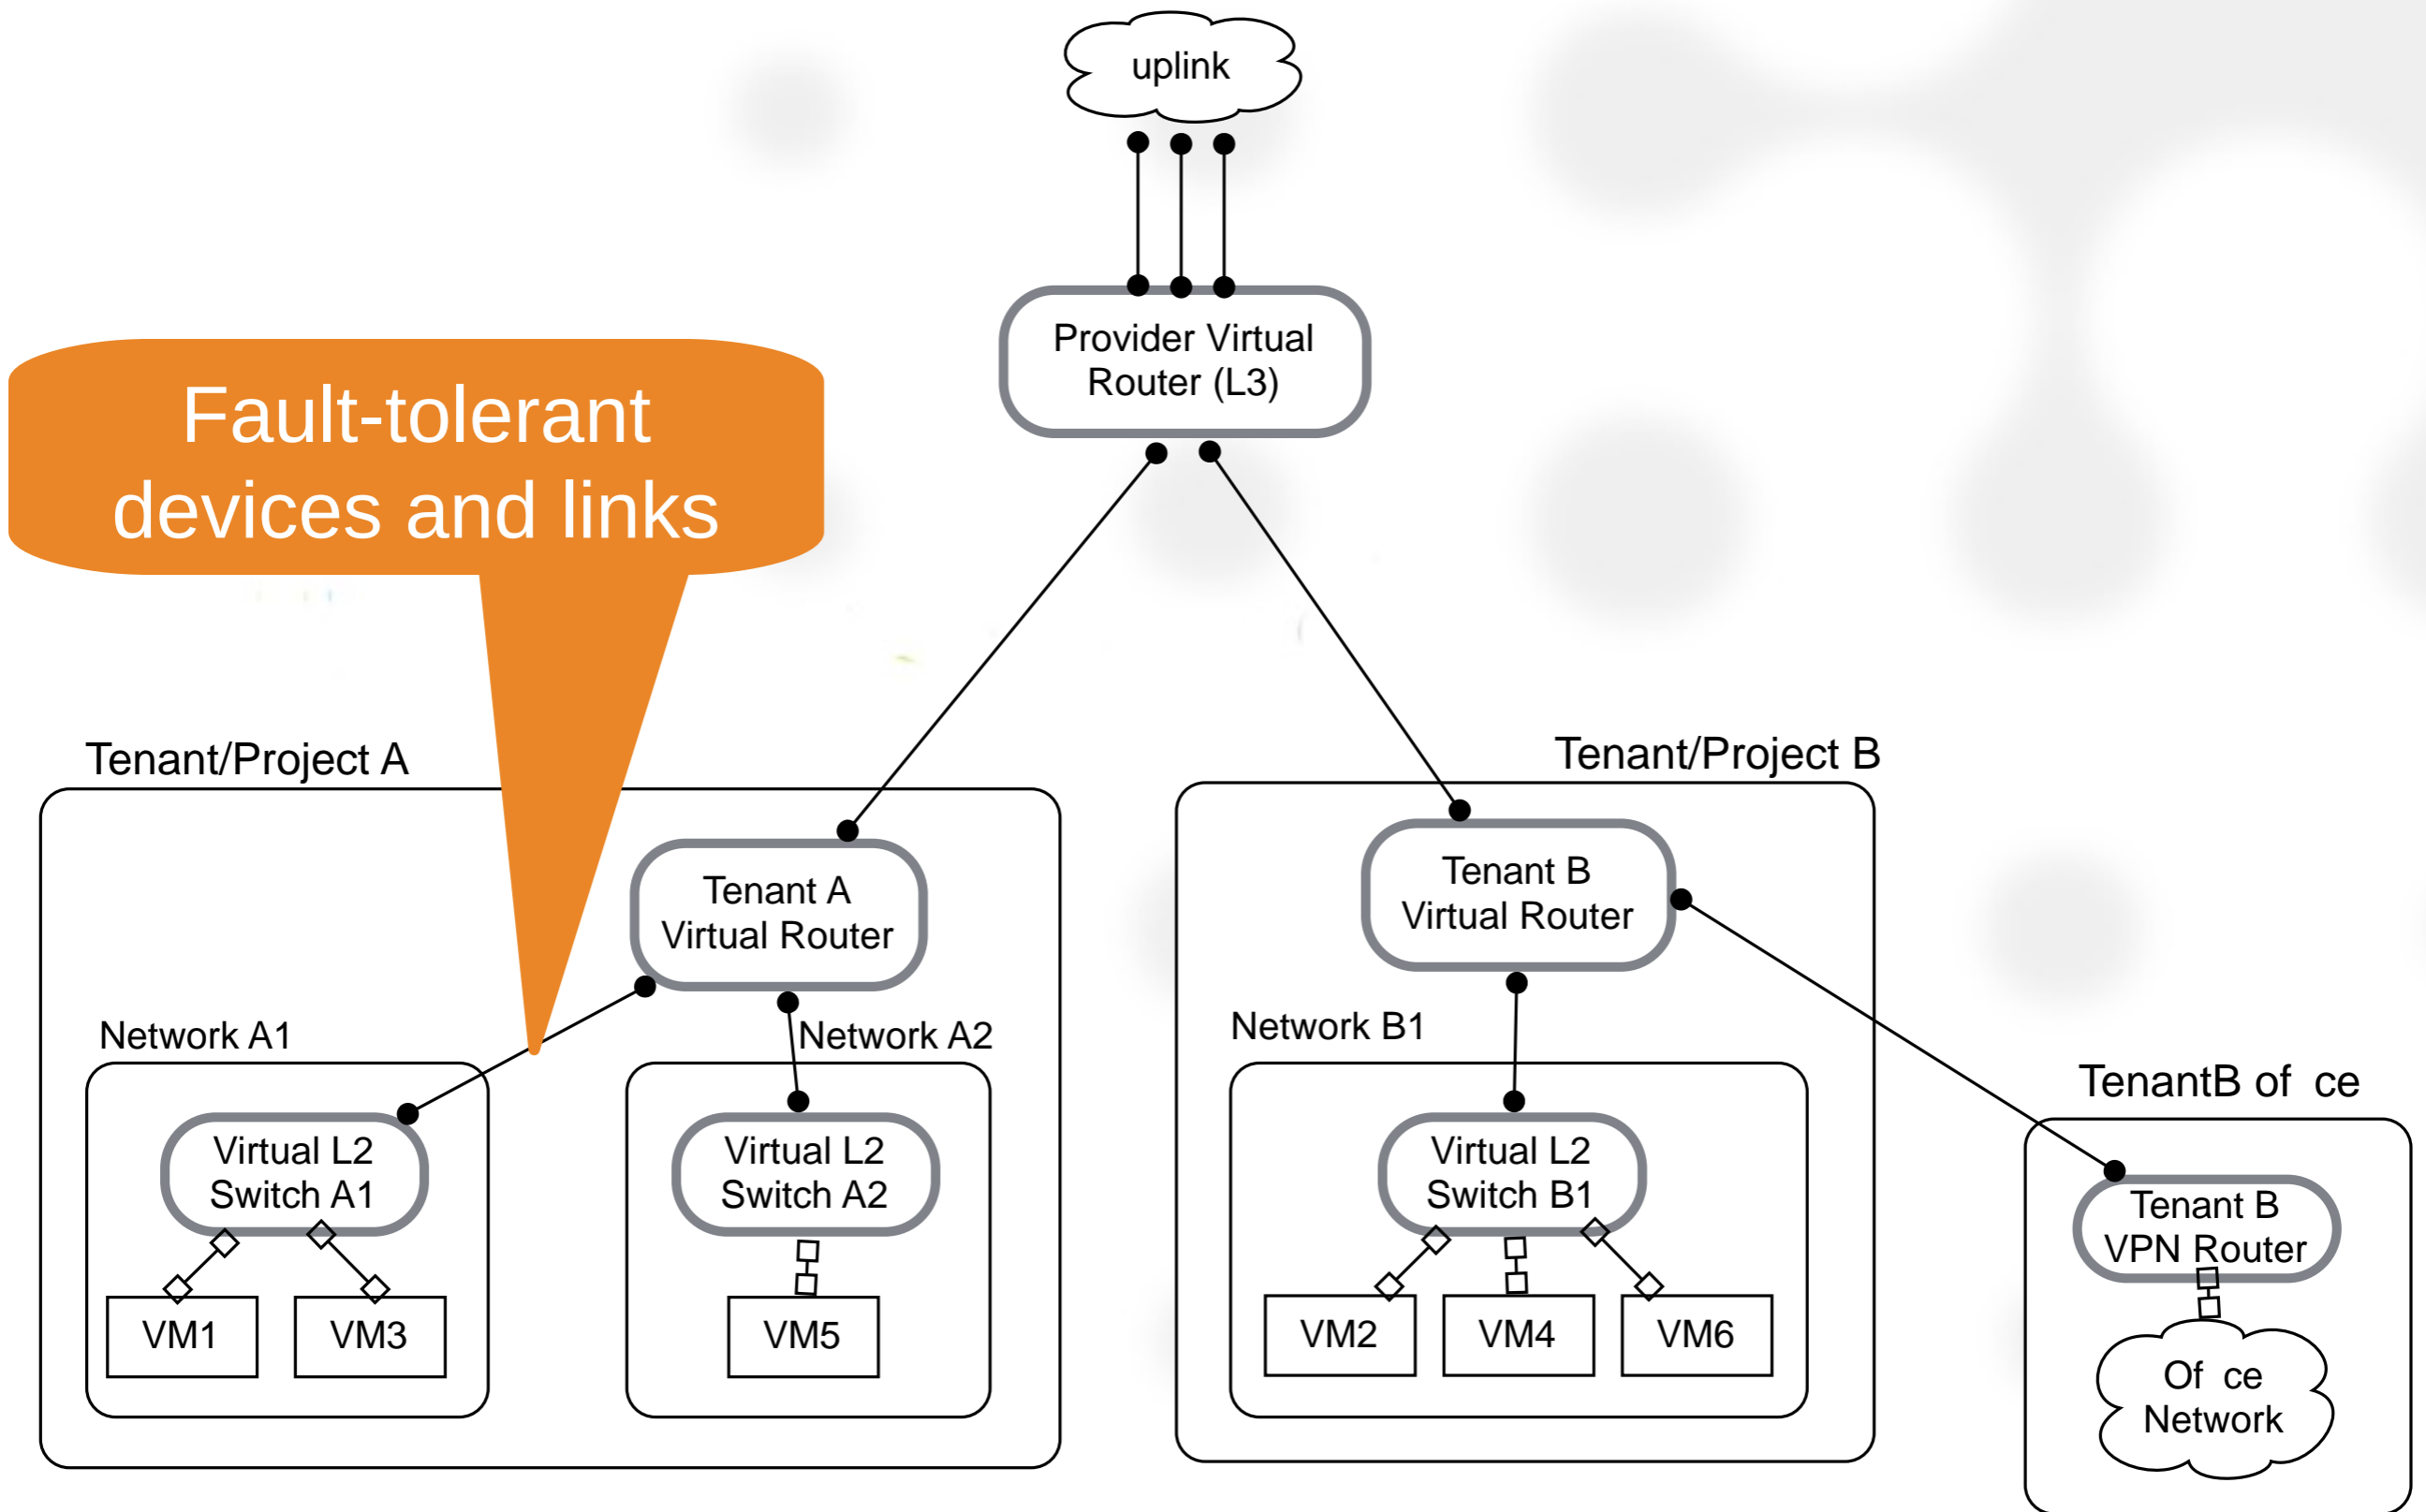 uplink
Provider Virtual
Router (L3)
Fault-tolerant
devices and links
Tenant/Project A
Tenant/Project B
Tenant A
Virtual Router
Tenant B
Virtual Router
Network A1
Network A2
Network B1
TenantB of ce
Virtual L2
Switch A1
Virtual L2
Switch A2
Virtual L2
Switch B1
Tenant B
VPN Router
VM1
VM3
VM5
VM2
VM4
VM6
Of ce
Network